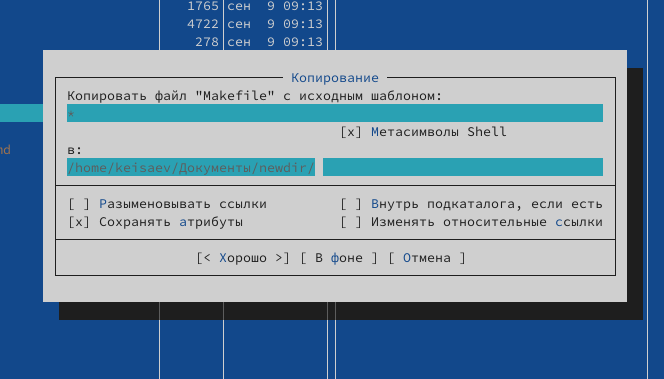 1765 сен 9 09:13
4722 сен 9 09:13
278 сен 9 09:13
Копирование
Копировать файл "Makefile" с исходным шаблоном:
*
[x] Метасимволы Shell
nd
в:
/home/keisaev/Документы/newdir/
[ ] Разыменовывать ссылки [ ] Внутрь подкаталога, если есть
[x] Сохранять атрибуты [ ] Изменять относительные ссылки
[< Хорошо >] [ В фоне ] [ Отмена ]